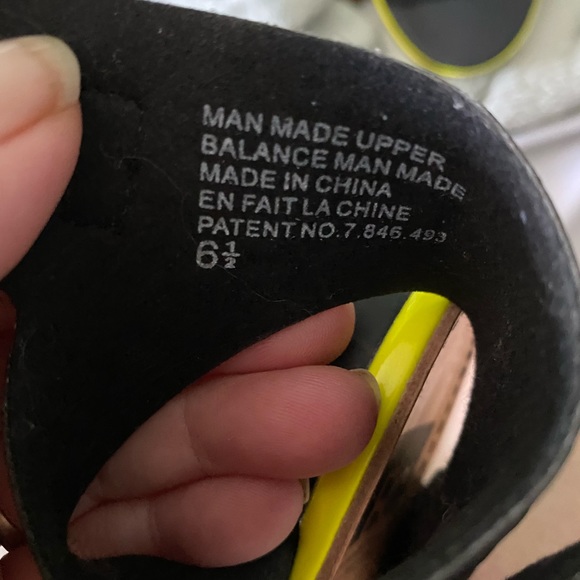 MAN MADE UPPER
BALANCE MAN MADE
MADE IN CHINA
EN FAIT LA CHINE
PATENT NO.7.846.493
6½